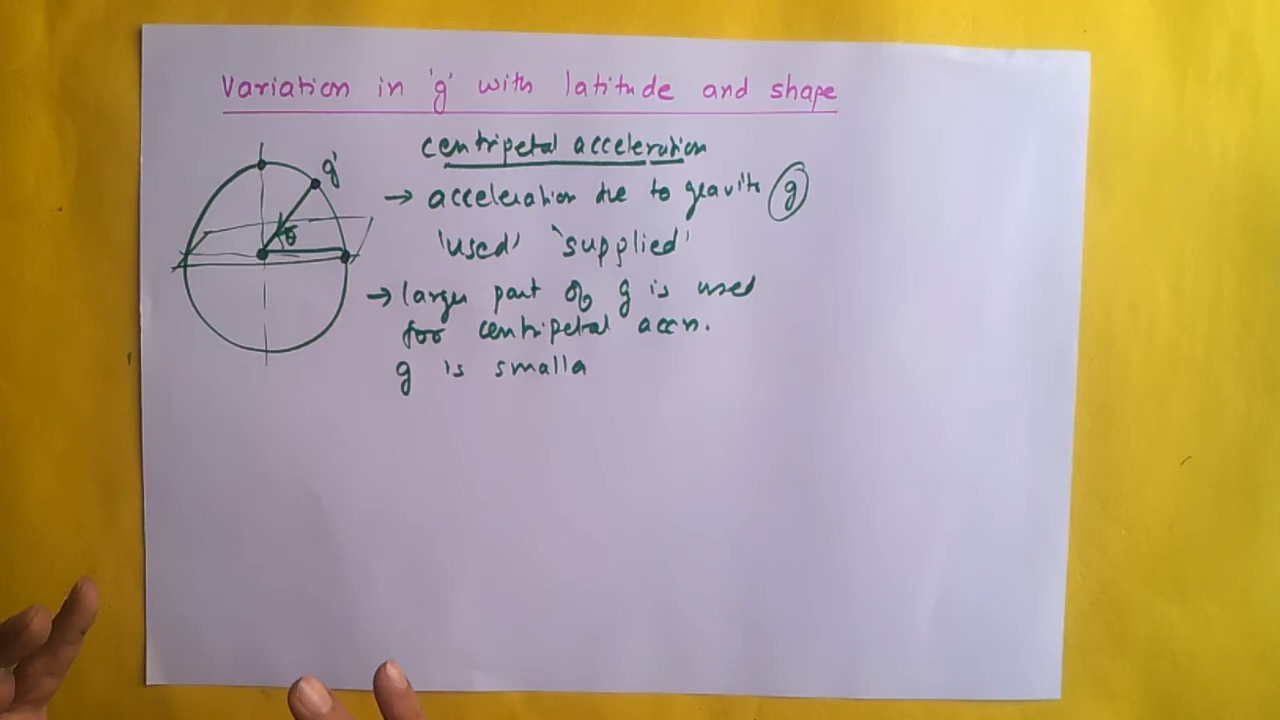 Variation in 'g' with latitude and shape
centripetal acceleration
g'
→ acceleration due to gravity g
θ
'used' 'supplied'
→ larger part of g is used
for centripetal accn.
g is smalla